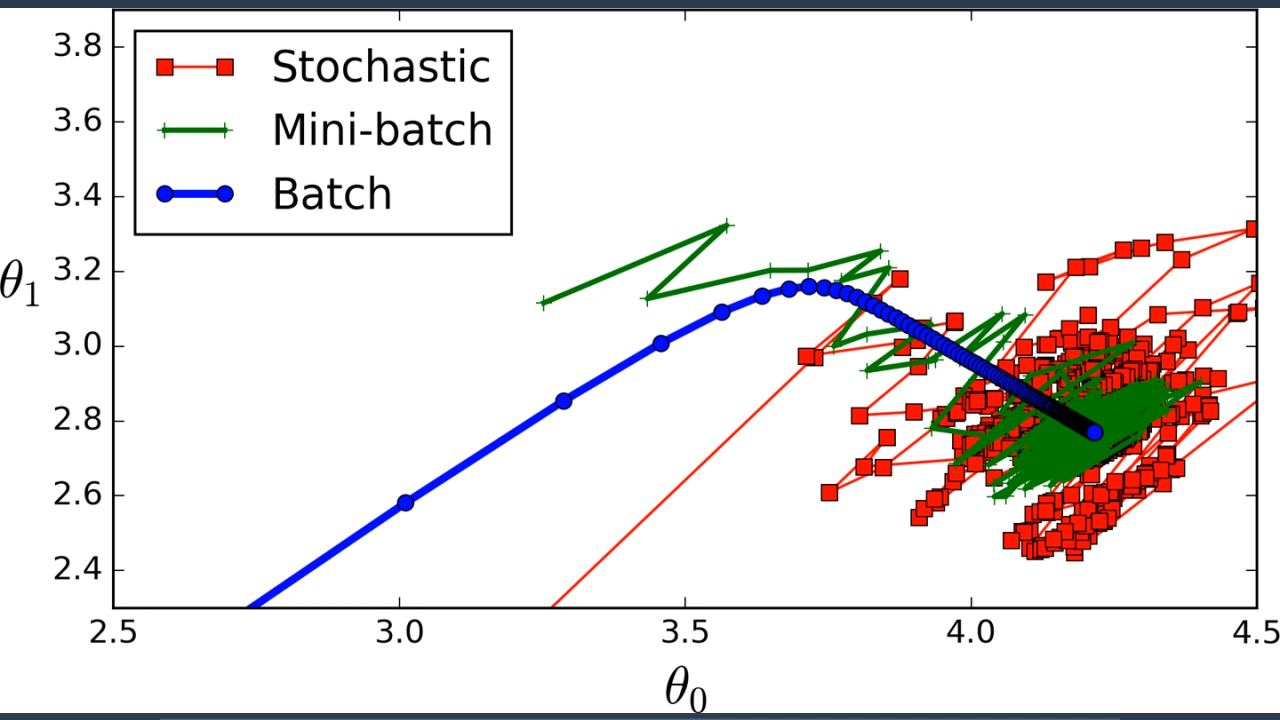 Stochastic
Mini-batch
Batch
3.8
3.6
3.4
3.2
3.0
2.8
2.6
2.4
θ₁
2.5 3.0 3.5 4.0 4.5
θ₀